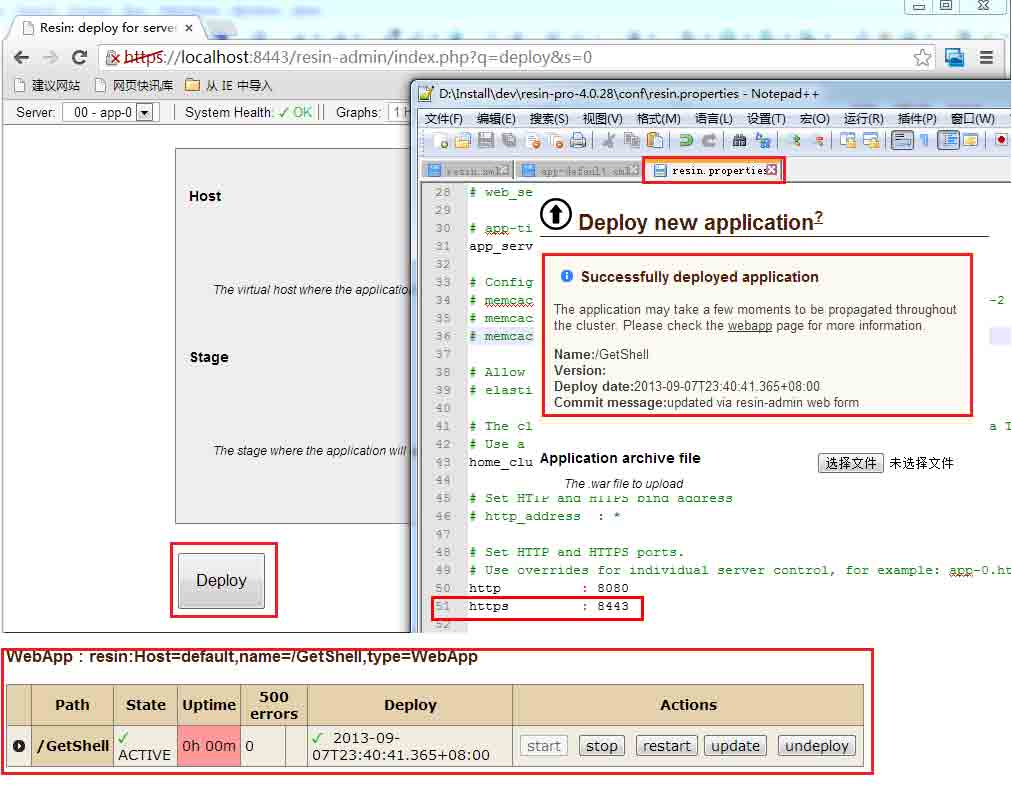 Resin: deploy for server
https://localhost:8443/resin-admin/index.php?q=deploy&s=0
建议网站 网页快讯库 从 IE 中导入
Server: 00 - app-0 System Health: ✓ OK Graphs: 1 h
Host
The virtual host where the application
Stage
The stage where the application will
Deploy
D:\Install\dev\resin-pro-4.0.28\conf\resin.properties - Notepad++
文件(F) 编辑(E) 搜索(S) 视图(V) 格式(M) 语言(L) 设置(T) 宏(O) 运行(R) 插件(P) 窗口(W)
resin.xml app-default.xml resin.properties
28 # web_se
29
30 # app-ti
31 app_serv
32
33 # Config
34 # memcac -2
35 # memcac
36 # memcac
37
38 # Allow
39 # elasti
40
41 # The cl a T
42 # Use a
43 home_clu
44
45 # Set HTTP and HTTPS bind address
46 # http_address : *
47
48 # Set HTTP and HTTPS ports.
49 # Use overrides for individual server control, for example: app-0.ht
50 http : 8080
51 https : 8443
52
Deploy new application?
Successfully deployed application
The application may take a few moments to be propagated throughout
the cluster. Please check the webapp page for more information.
Name:/GetShell
Version:
Deploy date:2013-09-07T23:40:41.365+08:00
Commit message:updated via resin-admin web form
Application archive file 选择文件 未选择文件
The .war file to upload
WebApp : resin:Host=default,name=/GetShell,type=WebApp
Path State Uptime 500 errors Deploy Actions
/GetShell ✓ ACTIVE 0h 00m 0 ✓ 2013-09-07T23:40:41.365+08:00 start stop restart update undeploy